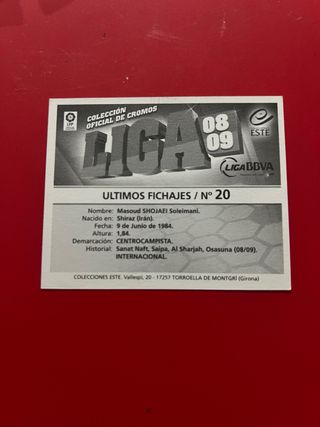 COLECCIÓN
OFICIAL DE CROMOS
LIGA 08 09
LFP
ESTE
LIGA BBVA
ULTIMOS FICHAJES / Nº 20
Nombre: Masoud SHOJAEI Soleimani.
Nacido en: Shiraz (Irán).
Fecha: 9 de Junio de 1984.
Altura: 1,84.
Demarcación: CENTROCAMPISTA.
Historial: Sanat Naft, Saipa, Al Sharjah, Osasuna (08/09).
INTERNACIONAL.
COLECCIONES ESTE. Vallespí, 20 - 17257 TORROELLA DE MONTGRÍ (Girona)